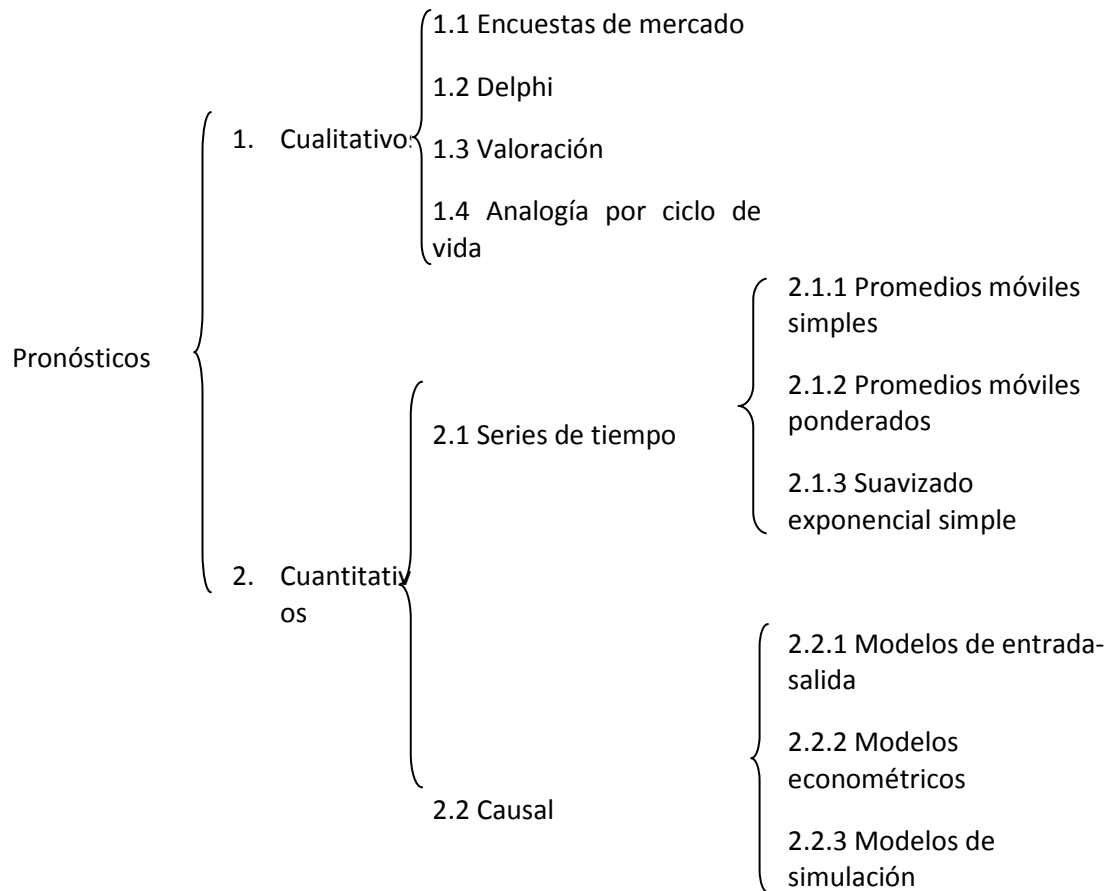 Pronósticos
1. Cualitativos
1.1 Encuestas de mercado
1.2 Delphi
1.3 Valoración
1.4 Analogía por ciclo de
vida
2. Cuantitativ
os
2.1 Series de tiempo
2.1.1 Promedios móviles
simples
2.1.2 Promedios móviles
ponderados
2.1.3 Suavizado
exponencial simple
2.2 Causal
2.2.1 Modelos de entrada-
salida
2.2.2 Modelos
econométricos
2.2.3 Modelos de
simulación